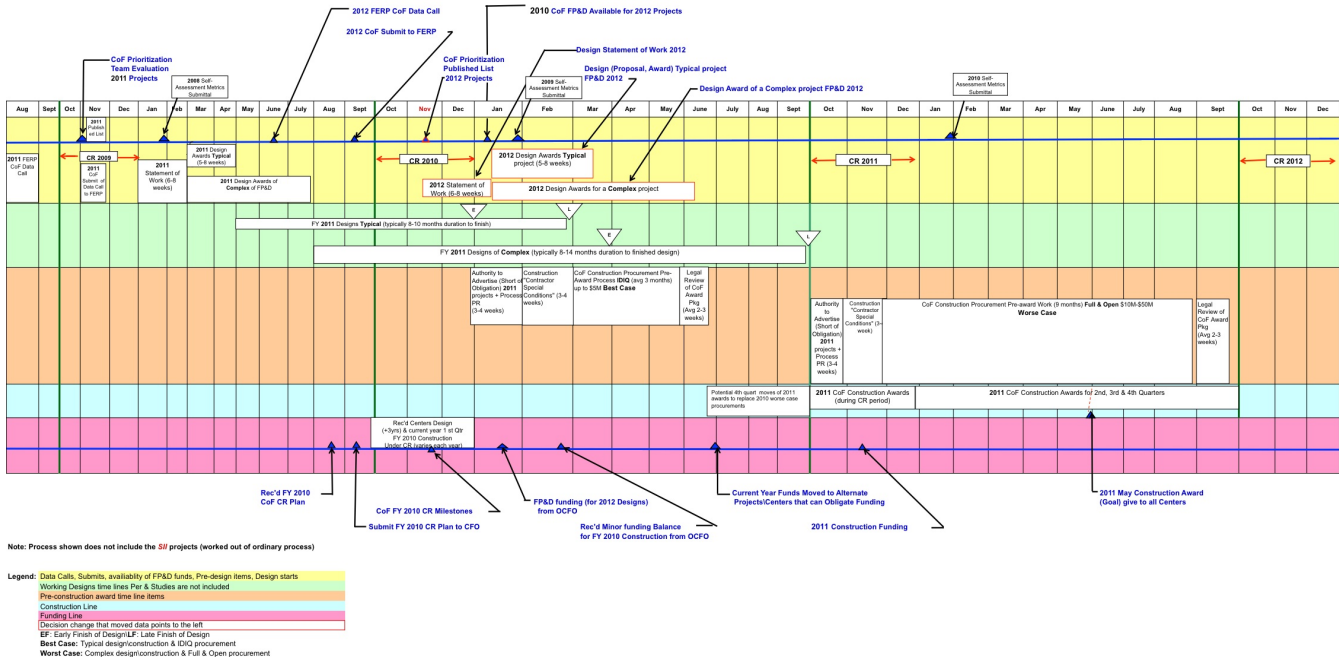 2012 FERP CoF Data Call
2010 CoF FP&D Available for 2012 Projects
2012 CoF Submit to FERP
Design Statement of Work 2012
CoF Prioritization
Team Evaluation
2011 Projects
CoF Prioritization
Published List
2012 Projects
Design (Proposal, Award) Typical project
FP&D 2012
2008 Self-
Assessment Metrics
Submittal
2009 Self-
Assessment Metrics
Submittal
Design Award of a Complex project FP&D 2012
2010 Self-
Assessment Metrics
Submittal
Aug Sept Oct Nov Dec Jan Feb Mar Apr May June July Aug Sept Oct Nov Dec Jan Feb Mar Apr May June July Aug Sept Oct Nov Dec Jan Feb Mar Apr May June July Aug Sept Oct Nov Dec
2011
Publish
ed List
2011 FERP
CoF Data
Call
CR 2009
2011
CoF
Submit of
Data Call
to FERP
2011
Statement of
Work (6-8
weeks)
2011 Design
Awards Typical
(5-8 weeks)
2011 Design Awards of
Complex of FP&D
CR 2010
2012 Statement of
Work (6-8 weeks)
2012 Design Awards Typical
project (5-8 weeks)
2012 Design Awards for a Complex project
CR 2011
CR 2012
E
L
FY 2011 Designs Typical (typically 8-10 months duration to finish)
E
L
FY 2011 Designs of Complex (typically 8-14 months duration to finished design)
Authority to
Advertise (Short of
Obligation) 2011
projects + Process
PR
(3-4 weeks)
Construction
"Contractor
Special
Conditions" (3-4
weeks)
CoF Construction Procurement Pre-
Award Process IDIQ (avg 3 months)
up to $5M Best Case
Legal
Review
of CoF
Award
Pkg
(Avg 2-3
weeks)
Authority
to
Advertise
(Short of
Obligation)
2011
projects +
Process
PR (3-4
weeks)
Construction
"Contractor
Special
Conditions" (3-
week)
CoF Construction Procurement Pre-award Work (9 months) Full & Open $10M-$50M
Worse Case
Legal
Review of
CoF Award
Pkg
(Avg 2-3
weeks)
Potential 4th quart moves of 2011
awards to replace 2010 worse case
procurements
2011 CoF Construction Awards
(during CR period)
2011 CoF Construction Awards for 2nd, 3rd & 4th Quarters
Rec'd Centers Design
(+3yrs) & current year 1 st Qtr
FY 2010 Construction
Under CR (varies each year)
Rec'd FY 2010
CoF CR Plan
CoF FY 2010 CR Milestones
Submit FY 2010 CR Plan to CFO
FP&D funding (for 2012 Designs)
from OCFO
Rec'd Minor funding Balance
for FY 2010 Construction from OCFO
Current Year Funds Moved to Alternate
Projects\Centers that can Obligate Funding
2011 Construction Funding
2011 May Construction Award
(Goal) give to all Centers
Note: Process shown does not include the SII projects (worked out of ordinary process)
Legend: Data Calls, Submits, availiablity of FP&D funds, Pre-design items, Design starts
Working Designs time lines Per & Studies are not included
Pre-construction award time line items
Construction Line
Funding Line
Decision change that moved data points to the left
EF: Early Finish of Design\LF: Late Finish of Design
Best Case: Typical design\construction & IDIQ procurement
Worst Case: Complex design\construction & Full & Open procurement